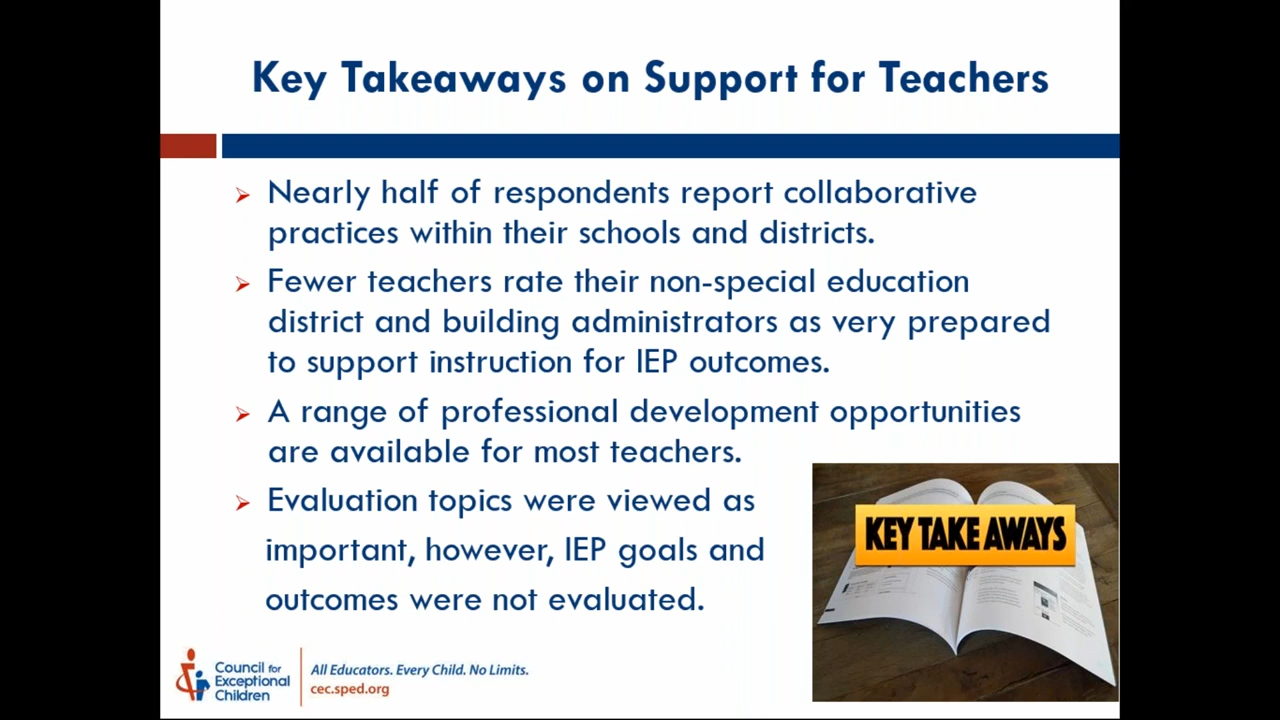 Key Takeaways on Support for Teachers
Nearly half of respondents report collaborative
practices within their schools and districts.
Fewer teachers rate their non-special education
district and building administrators as very prepared
to support instruction for IEP outcomes.
A range of professional development opportunities
are available for most teachers.
Evaluation topics were viewed as
important, however, IEP goals and
outcomes were not evaluated.
KEY TAKE AWAYS
Council for
Exceptional
Children
All Educators. Every Child. No Limits.
cec.sped.org